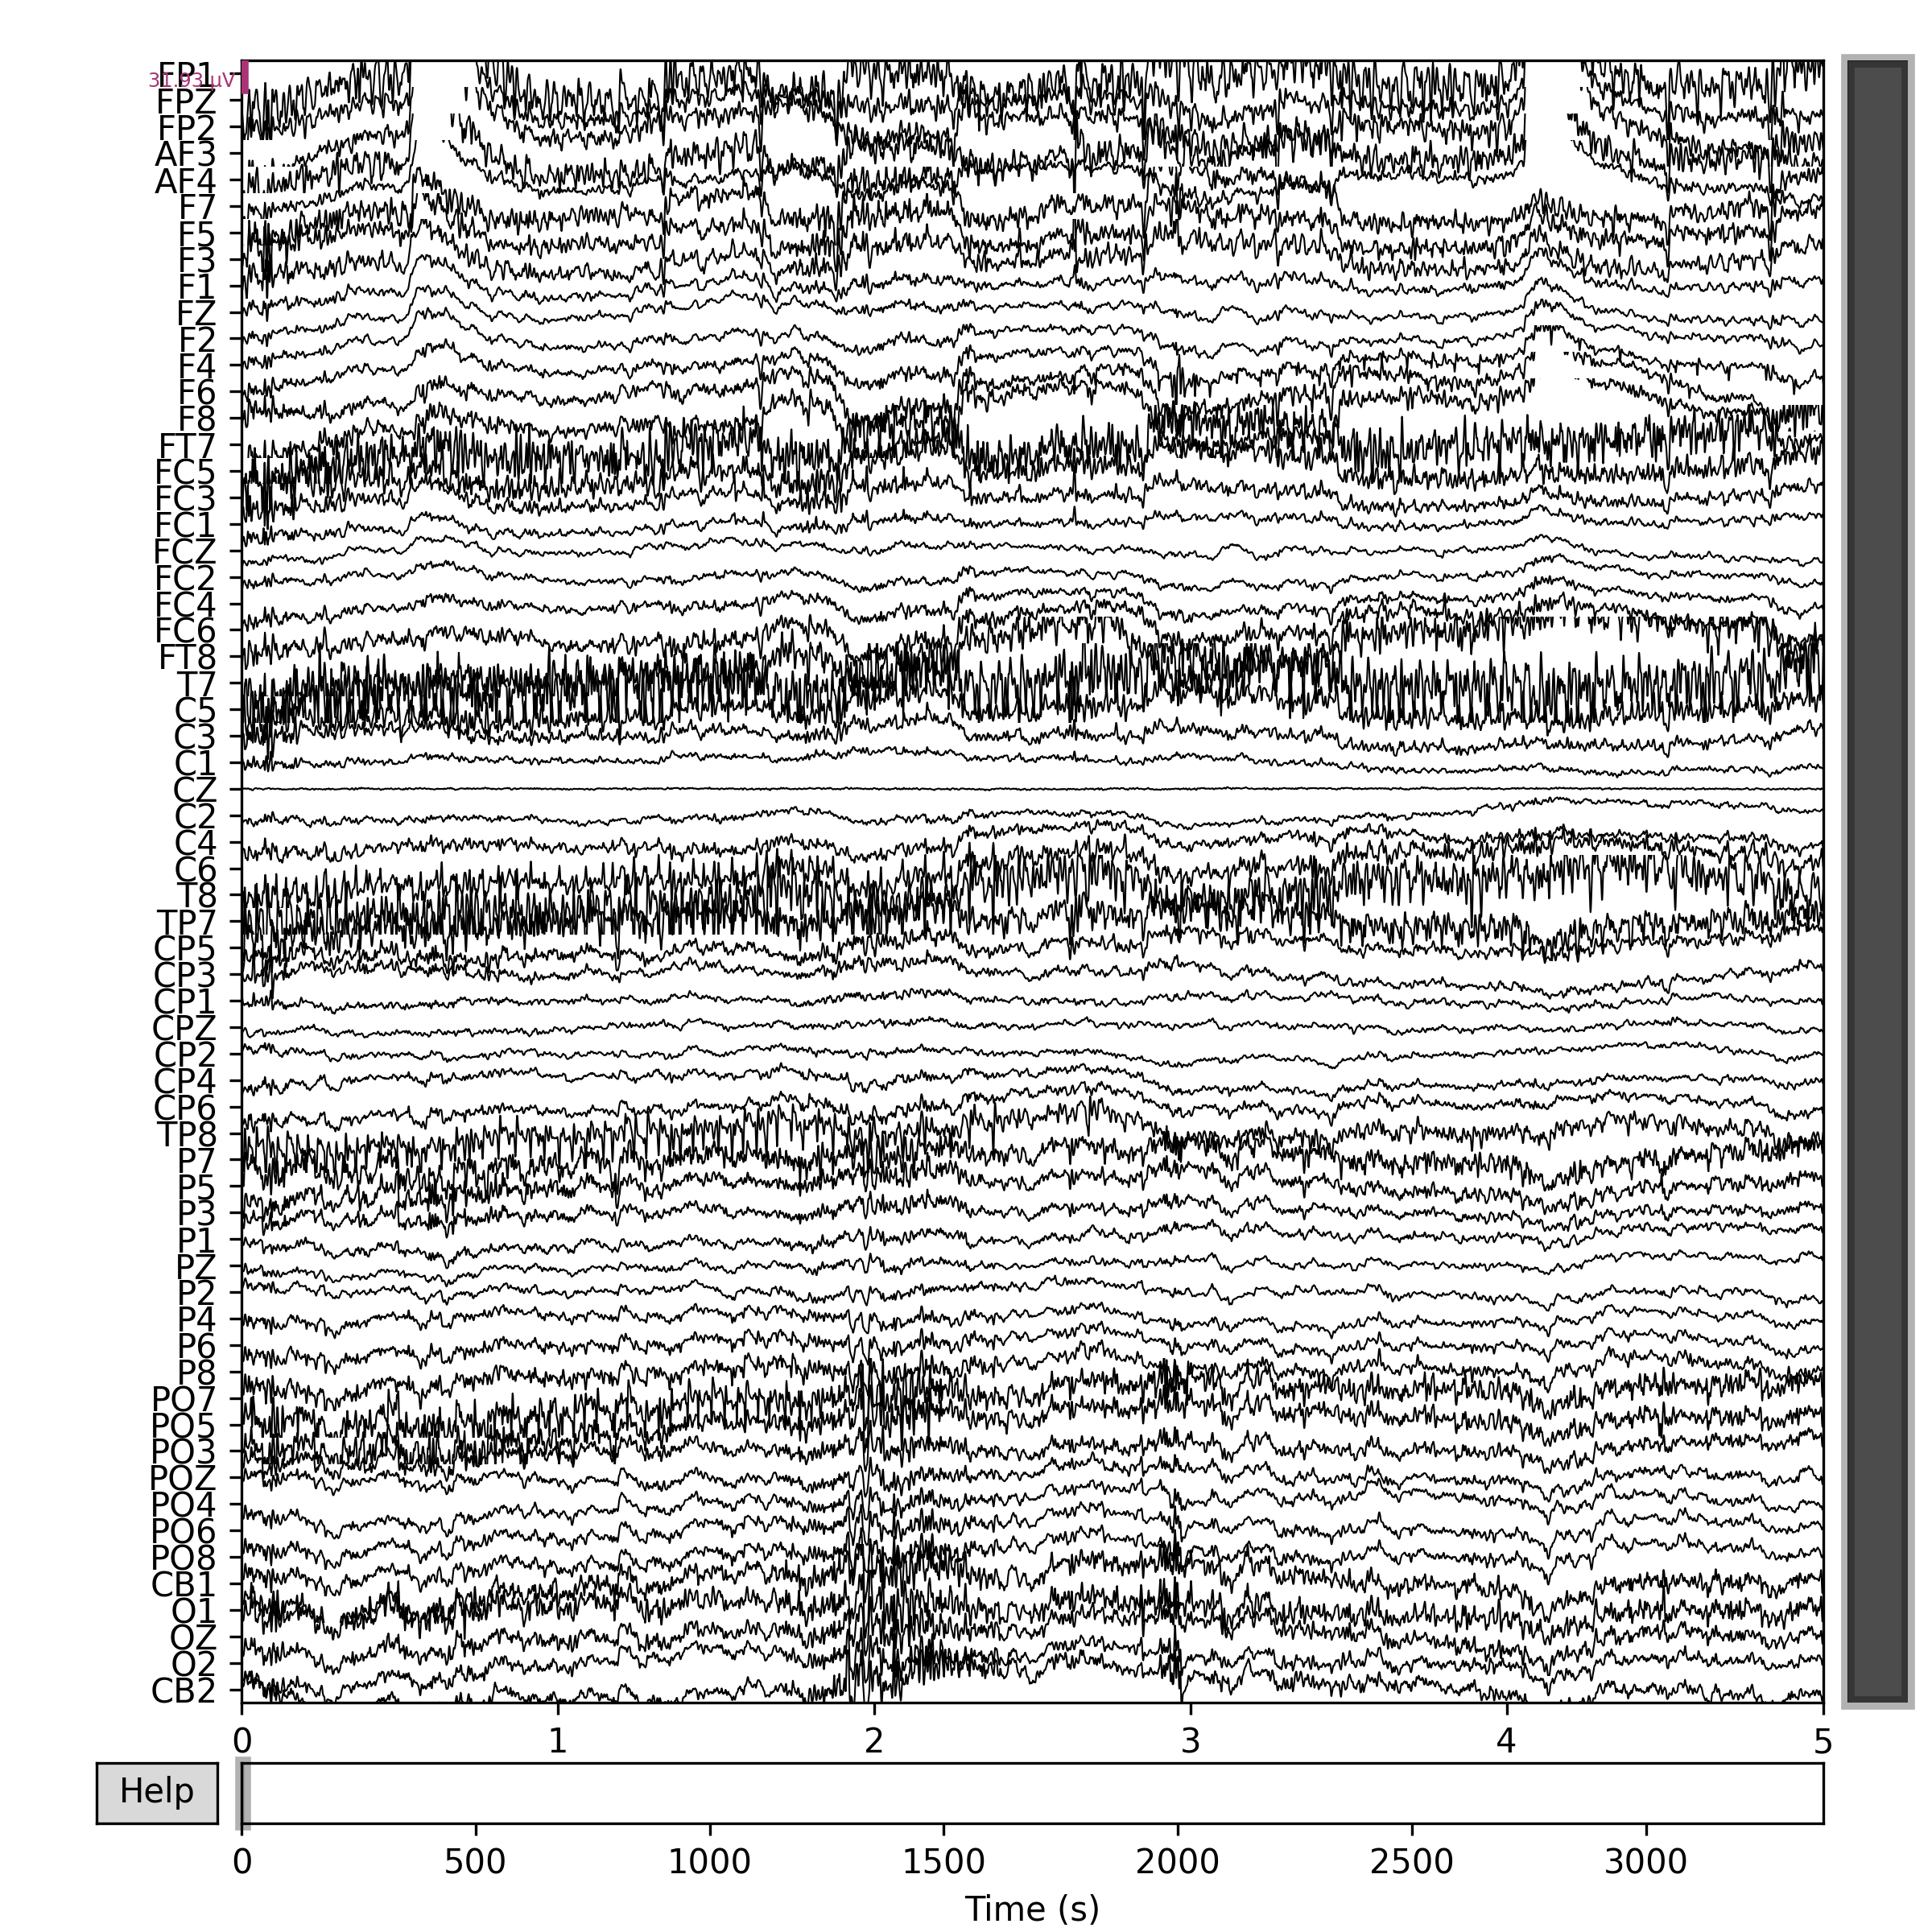 FP1
31.93 µV
FPZ
FP2
AF3
AF4
F7
F5
F3
F1
FZ
F2
F4
F6
F8
FT7
FC5
FC3
FC1
FCZ
FC2
FC4
FC6
FT8
T7
C5
C3
C1
CZ
C2
C4
C6
T8
TP7
CP5
CP3
CP1
CPZ
CP2
CP4
CP6
TP8
P7
P5
P3
P1
PZ
P2
P4
P6
P8
PO7
PO5
PO3
POZ
PO4
PO6
PO8
CB1
O1
OZ
O2
CB2
0 1 2 3 4 5
Help
0 500 1000 1500 2000 2500 3000
Time (s)